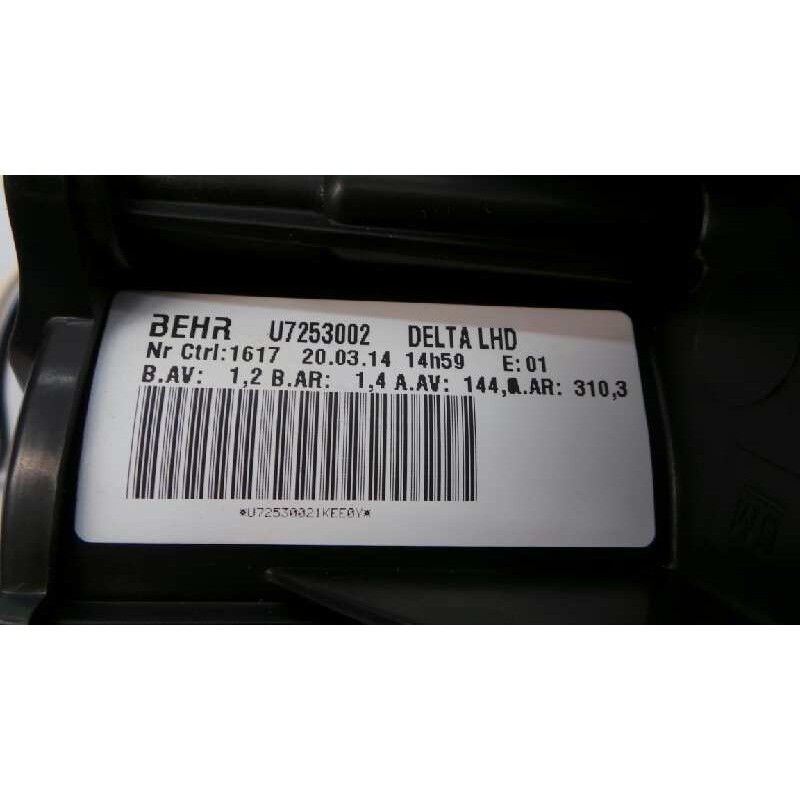 BEHR U7253002 DELTA LHD
Nr Ctrl:1617 20.03.14 14h59 E:01
B.AV: 1,2 B.AR: 1,4 A.AV: 144, A.AR: 310,3
*U72530021KEE0Y*